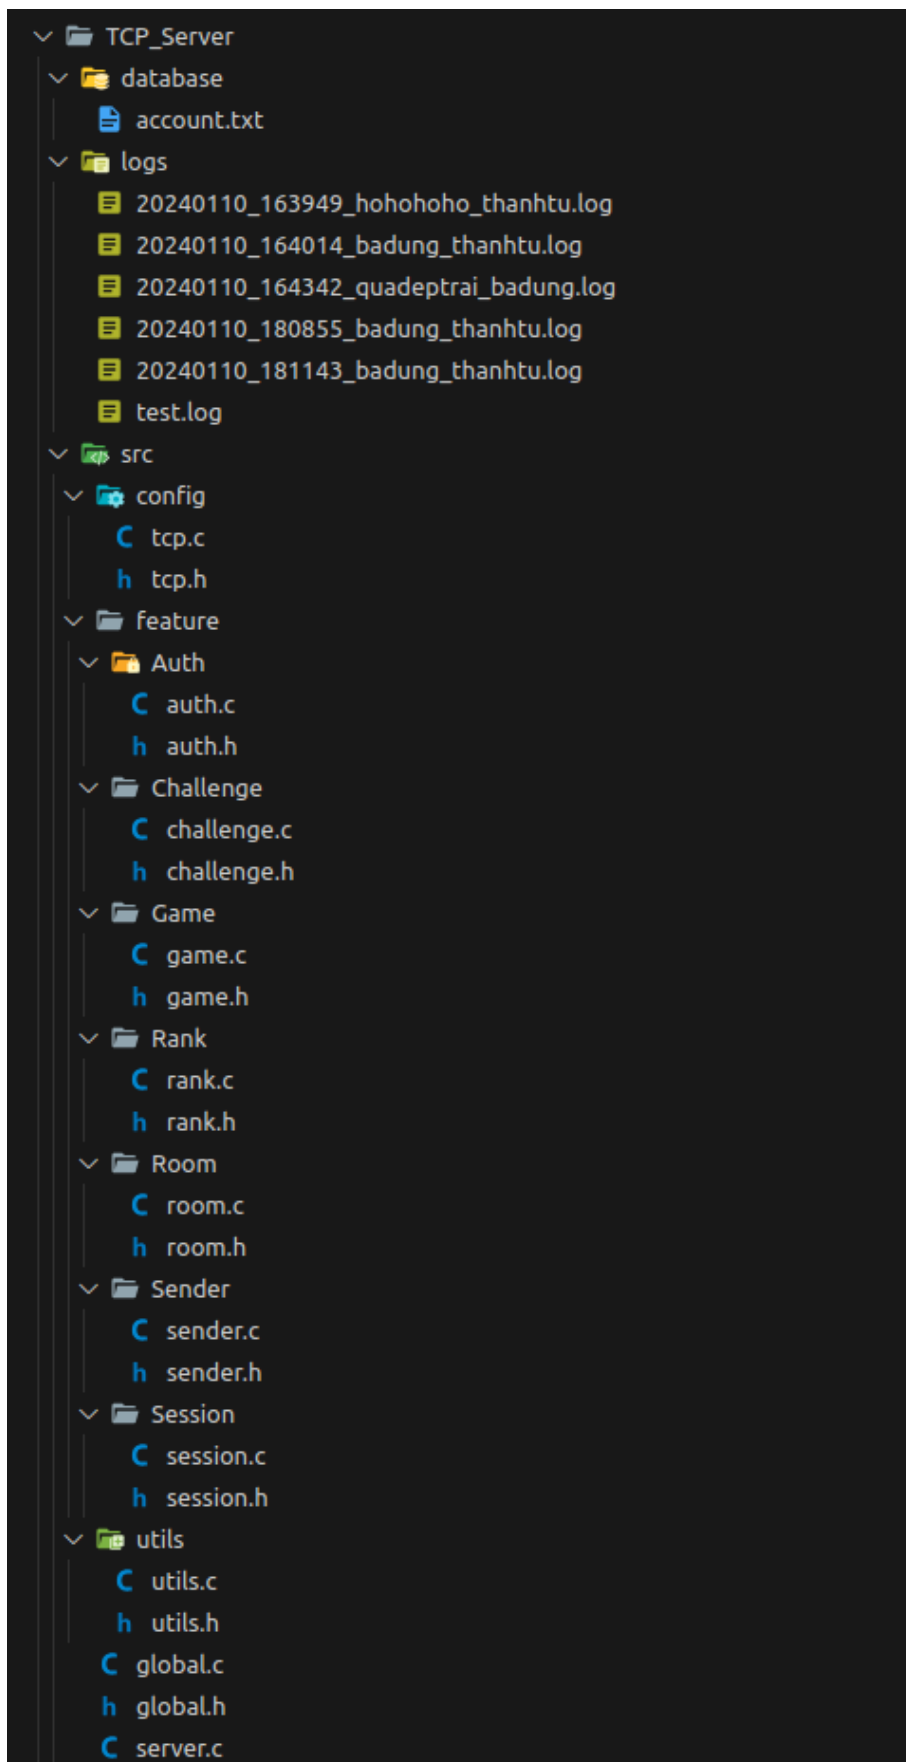 TCP_Server
database
account.txt
logs
20240110_163949_hohohoho_thanhtu.log
20240110_164014_badung_thanhtu.log
20240110_164342_quadeptrai_badung.log
20240110_180855_badung_thanhtu.log
20240110_181143_badung_thanhtu.log
test.log
src
config
C tcp.c
h tcp.h
feature
Auth
C auth.c
h auth.h
Challenge
C challenge.c
h challenge.h
Game
C game.c
h game.h
Rank
C rank.c
h rank.h
Room
C room.c
h room.h
Sender
C sender.c
h sender.h
Session
C session.c
h session.h
utils
C utils.c
h utils.h
C global.c
h global.h
C server.c